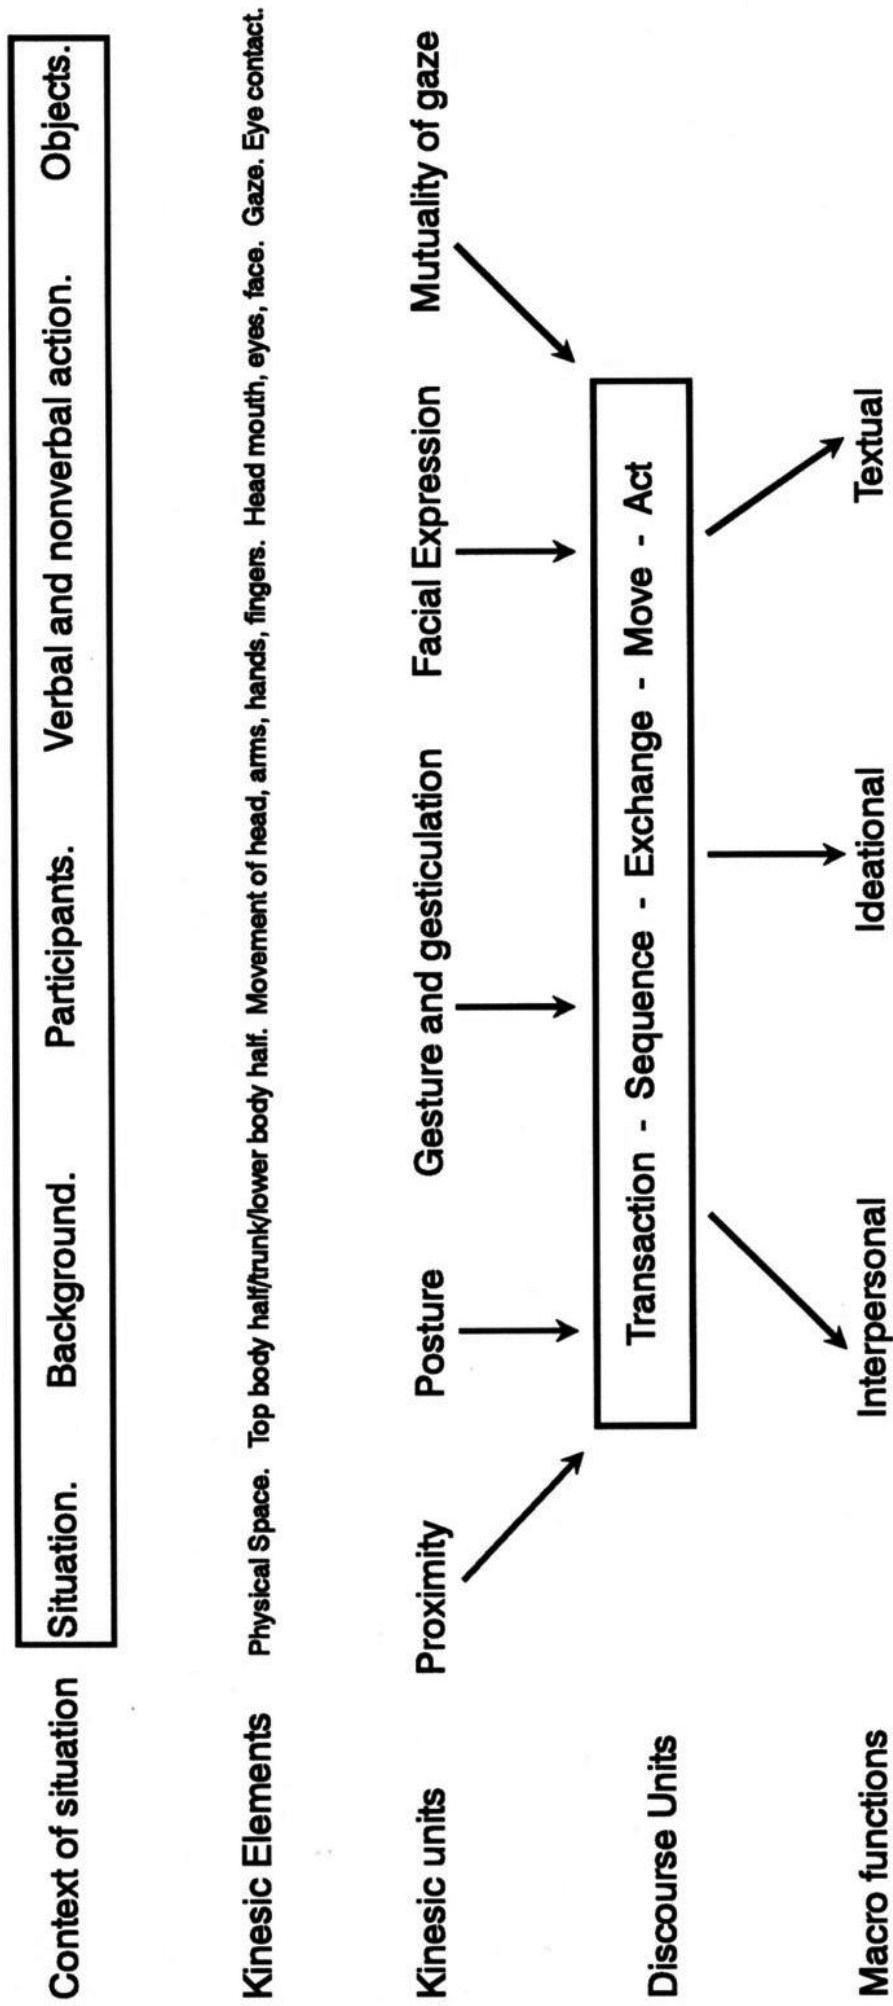 Context of situation Situation. Background. Participants. Verbal and nonverbal action. Objects.
Kinesic Elements Physical Space. Top body half/trunk/lower body half. Movement of head, arms, hands, fingers. Head mouth, eyes, face. Gaze. Eye contact.
Kinesic units Proximity Posture Gesture and gesticulation Facial Expression Mutuality of gaze
Discourse Units Transaction - Sequence - Exchange - Move - Act
Macro functions Interpersonal Ideational Textual